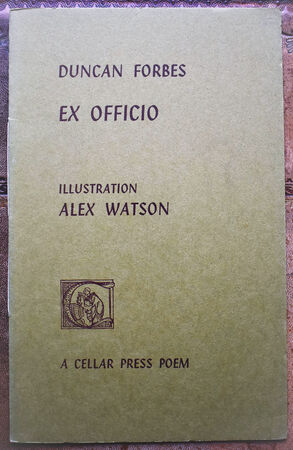 DUNCAN FORBES
EX OFFICIO
ILLUSTRATION
ALEX WATSON
A CELLAR PRESS POEM